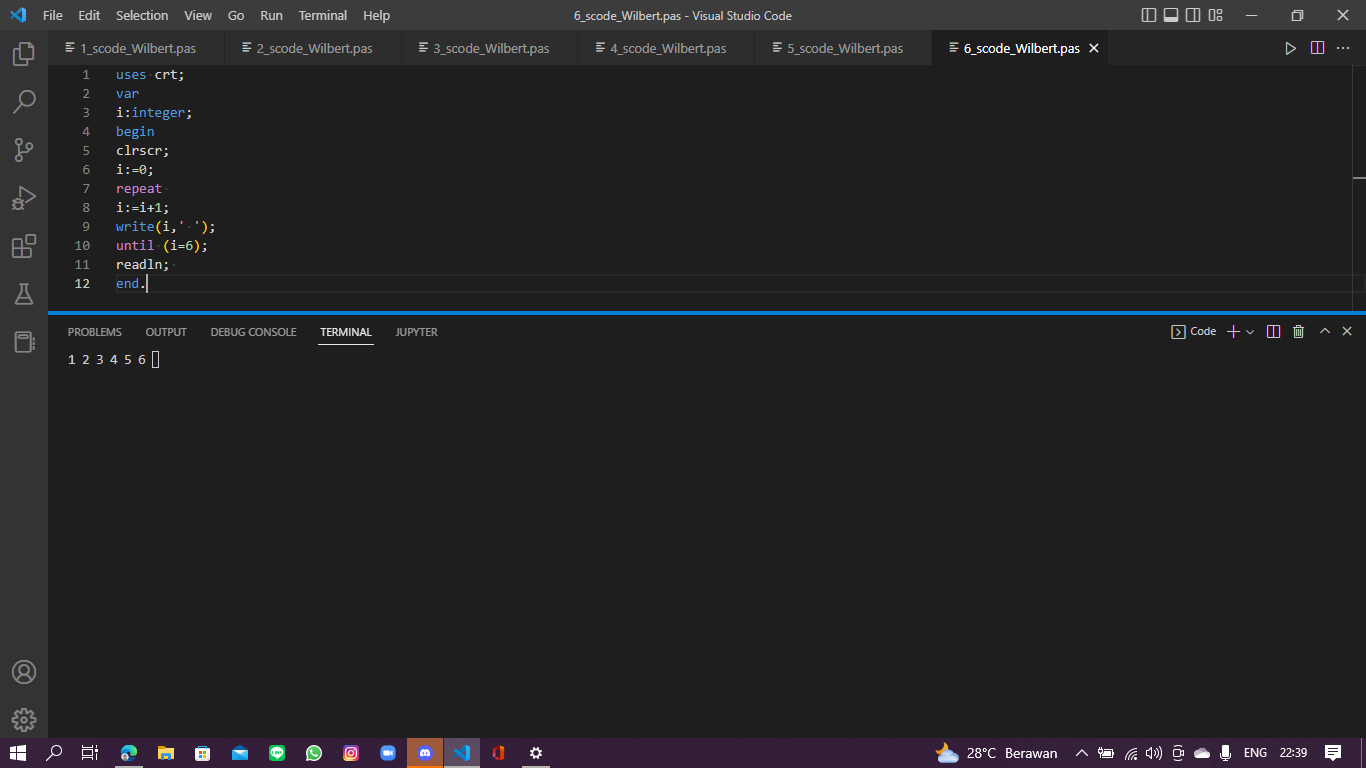 File Edit Selection View Go Run Terminal Help 6_scode_Wilbert.pas - Visual Studio Code
1_scode_Wilbert.pas 2_scode_Wilbert.pas 3_scode_Wilbert.pas 4_scode_Wilbert.pas 5_scode_Wilbert.pas 6_scode_Wilbert.pas
1 uses crt;
2 var
3 i:integer;
4 begin
5 clrscr;
6 i:=0;
7 repeat
8 i:=i+1;
9 write(i,' ');
10 until (i=6);
11 readln;
12 end.
PROBLEMS OUTPUT DEBUG CONSOLE TERMINAL JUPYTER Code
1 2 3 4 5 6
28°C Berawan ENG 22:39